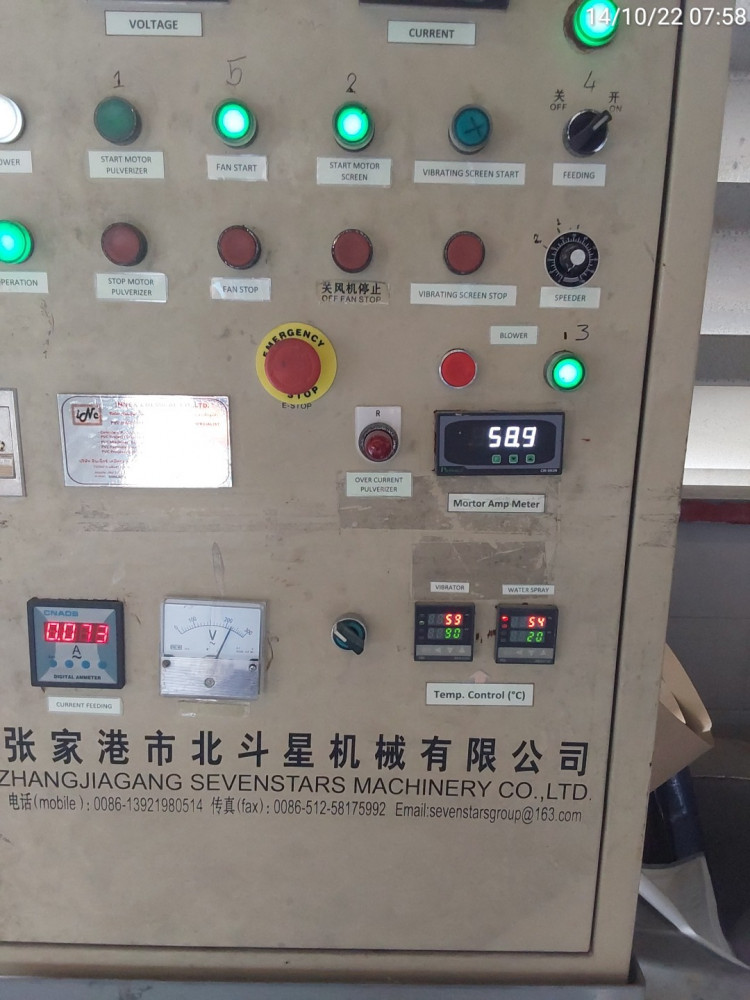 14/10/22 07:58
VOLTAGE
CURRENT
1
5
2
4
关
OFF
开
ON
OWER
START MOTOR
PULVERIZER
FAN START
START MOTOR
SCREEN
VIBRATING SCREEN START
FEEDING
2
1
PERATION
STOP MOTOR
PULVERIZER
FAN STOP
关风机停止
OFF FAN STOP
VIBRATING SCREEN STOP
SPEEDER
BLOWER
3
EMERGENCY
STOP
E-STOP
R
58.9
OVER CURRENT
PULVERIZER
Mortor Amp Meter
VIBRATOR
WATER SPRAY
CNADS
0.073
A
~
DIGITAL AMMETER
V
~
59
90
54
20
CURRENT FEEDING
Temp. Control (°C)
张家港市北斗星机械有限公司
ZHANGJIAGANG SEVENSTARS MACHINERY CO.,LTD.
电话(mobile):0086-13921980514 传真(fax):0086-512-58175992 Email:sevenstarsgroup@163.com